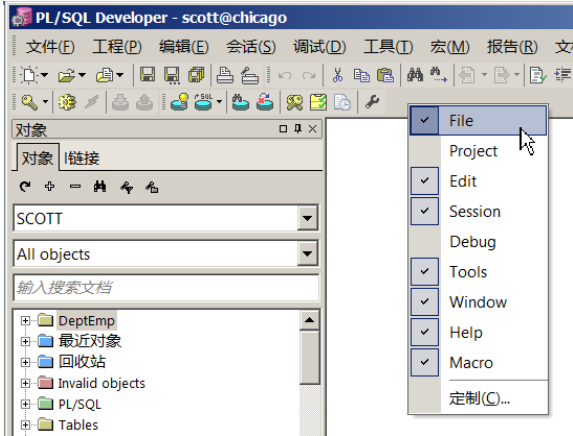 PL/SQL Developer - scott@chicago
文件(F) 工程(P) 编辑(E) 会话(S) 调试(D) 工具(T) 宏(M) 报告(R) 文
SQL
对象
对象 I链接
SCOTT
All objects
输入搜索文档
DeptEmp
最近对象
回收站
Invalid objects
PL/SQL
Tables
File
Project
Edit
Session
Debug
Tools
Window
Help
Macro
定制(C)...